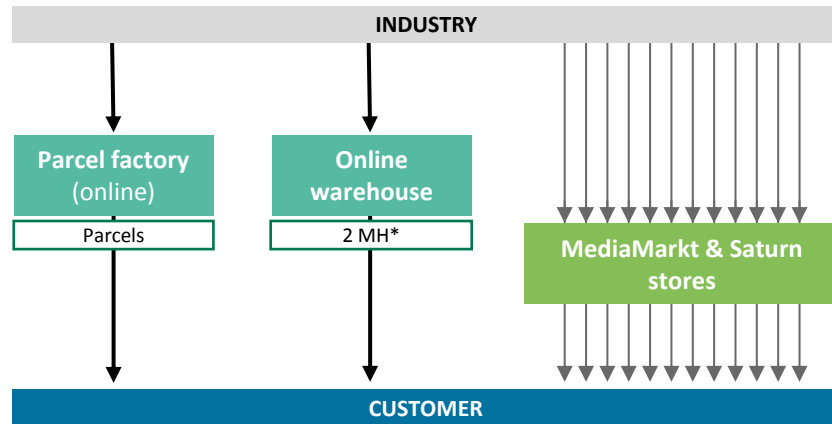 INDUSTRY
Parcel factory
(online)
Parcels
Online
warehouse
2 MH*
MediaMarkt & Saturn
stores
CUSTOMER